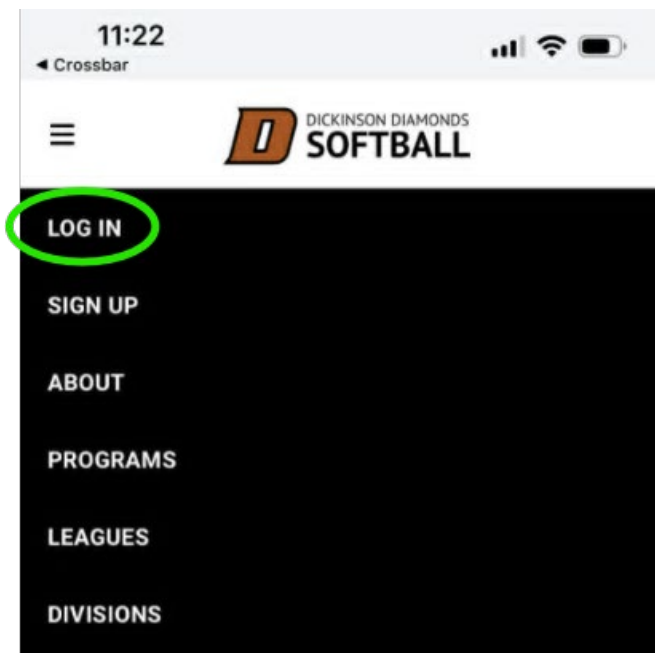 11:22
◄ Crossbar
D
DICKINSON DIAMONDS
SOFTBALL
LOG IN
SIGN UP
ABOUT
PROGRAMS
LEAGUES
DIVISIONS